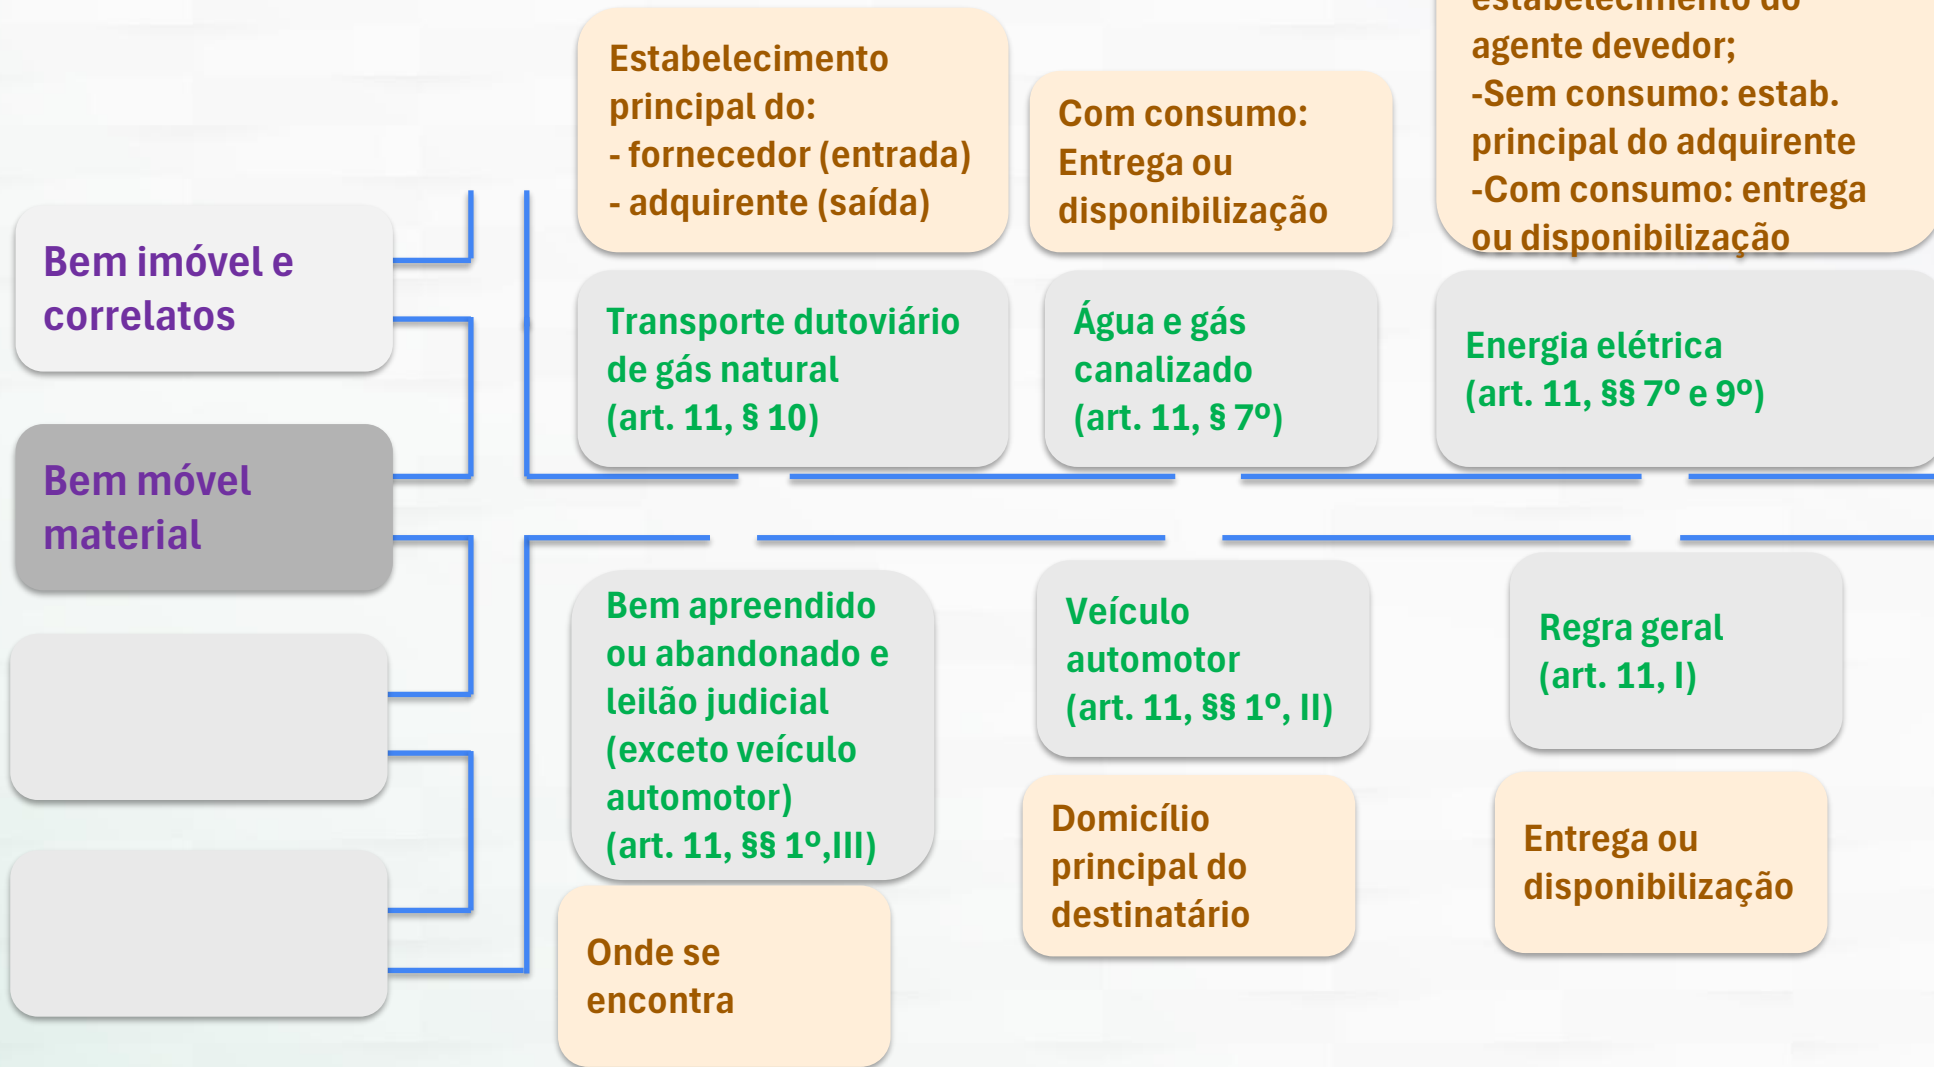 Estabelecimento
principal do:
- fornecedor (entrada)
- adquirente (saída)
Com consumo:
Entrega ou
disponibilização
estabelecimento do
agente devedor;
-Sem consumo: estab.
principal do adquirente
-Com consumo: entrega
ou disponibilização
Bem imóvel e
correlatos
Transporte dutoviário
de gás natural
(art. 11, § 10)
Água e gás
canalizado
(art. 11, § 7º)
Energia elétrica
(art. 11, §§ 7º e 9º)
Bem móvel
material
Bem apreendido
ou abandonado e
leilão judicial
(exceto veículo
automotor)
(art. 11, §§ 1º,III)
Veículo
automotor
(art. 11, §§ 1º, II)
Regra geral
(art. 11, I)
Onde se
encontra
Domicílio
principal do
destinatário
Entrega ou
disponibilização